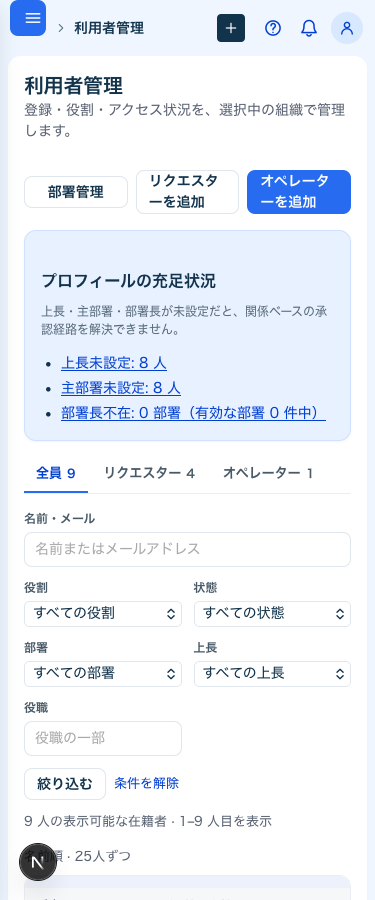 利用者管理
利用者管理
登録・役割・アクセス状況を、選択中の組織で管理
します。
部署管理
リクエスタ
ーを追加
オペレータ
ーを追加
プロフィールの充足状況
上長・主部署・部署長が未設定だと、関係ベースの承
認経路を解決できません。
• 上長未設定: 8 人
• 主部署未設定: 8 人
• 部署長不在: 0 部署（有効な部署 0 件中）
全員 9 リクエスター 4 オペレーター 1
名前・メール
名前またはメールアドレス
役割 状態
すべての役割 すべての状態
部署 上長
すべての部署 すべての上長
役職
役職の一部
絞り込む 条件を解除
9 人の表示可能な在籍者 · 1–9 人目を表示
順 · 25人ずつ
N